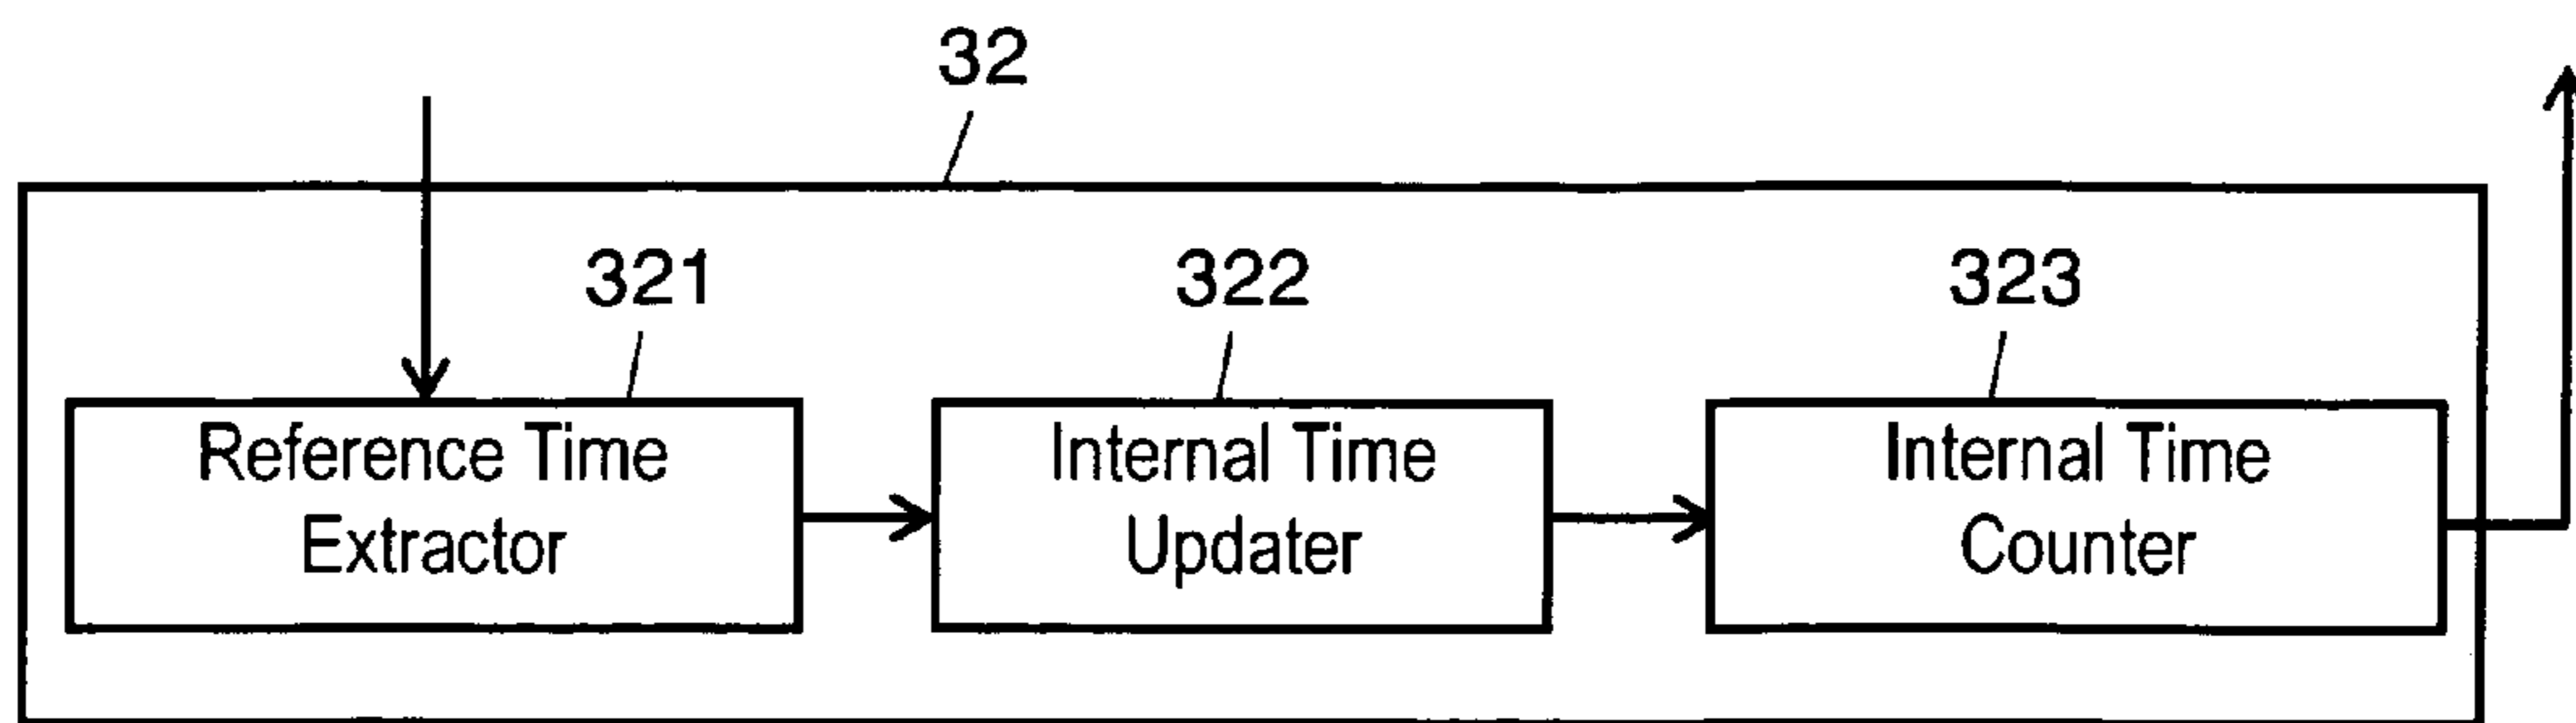 32
321
322
323
Reference Time
Extractor
Internal Time
Updater
Internal Time
Counter